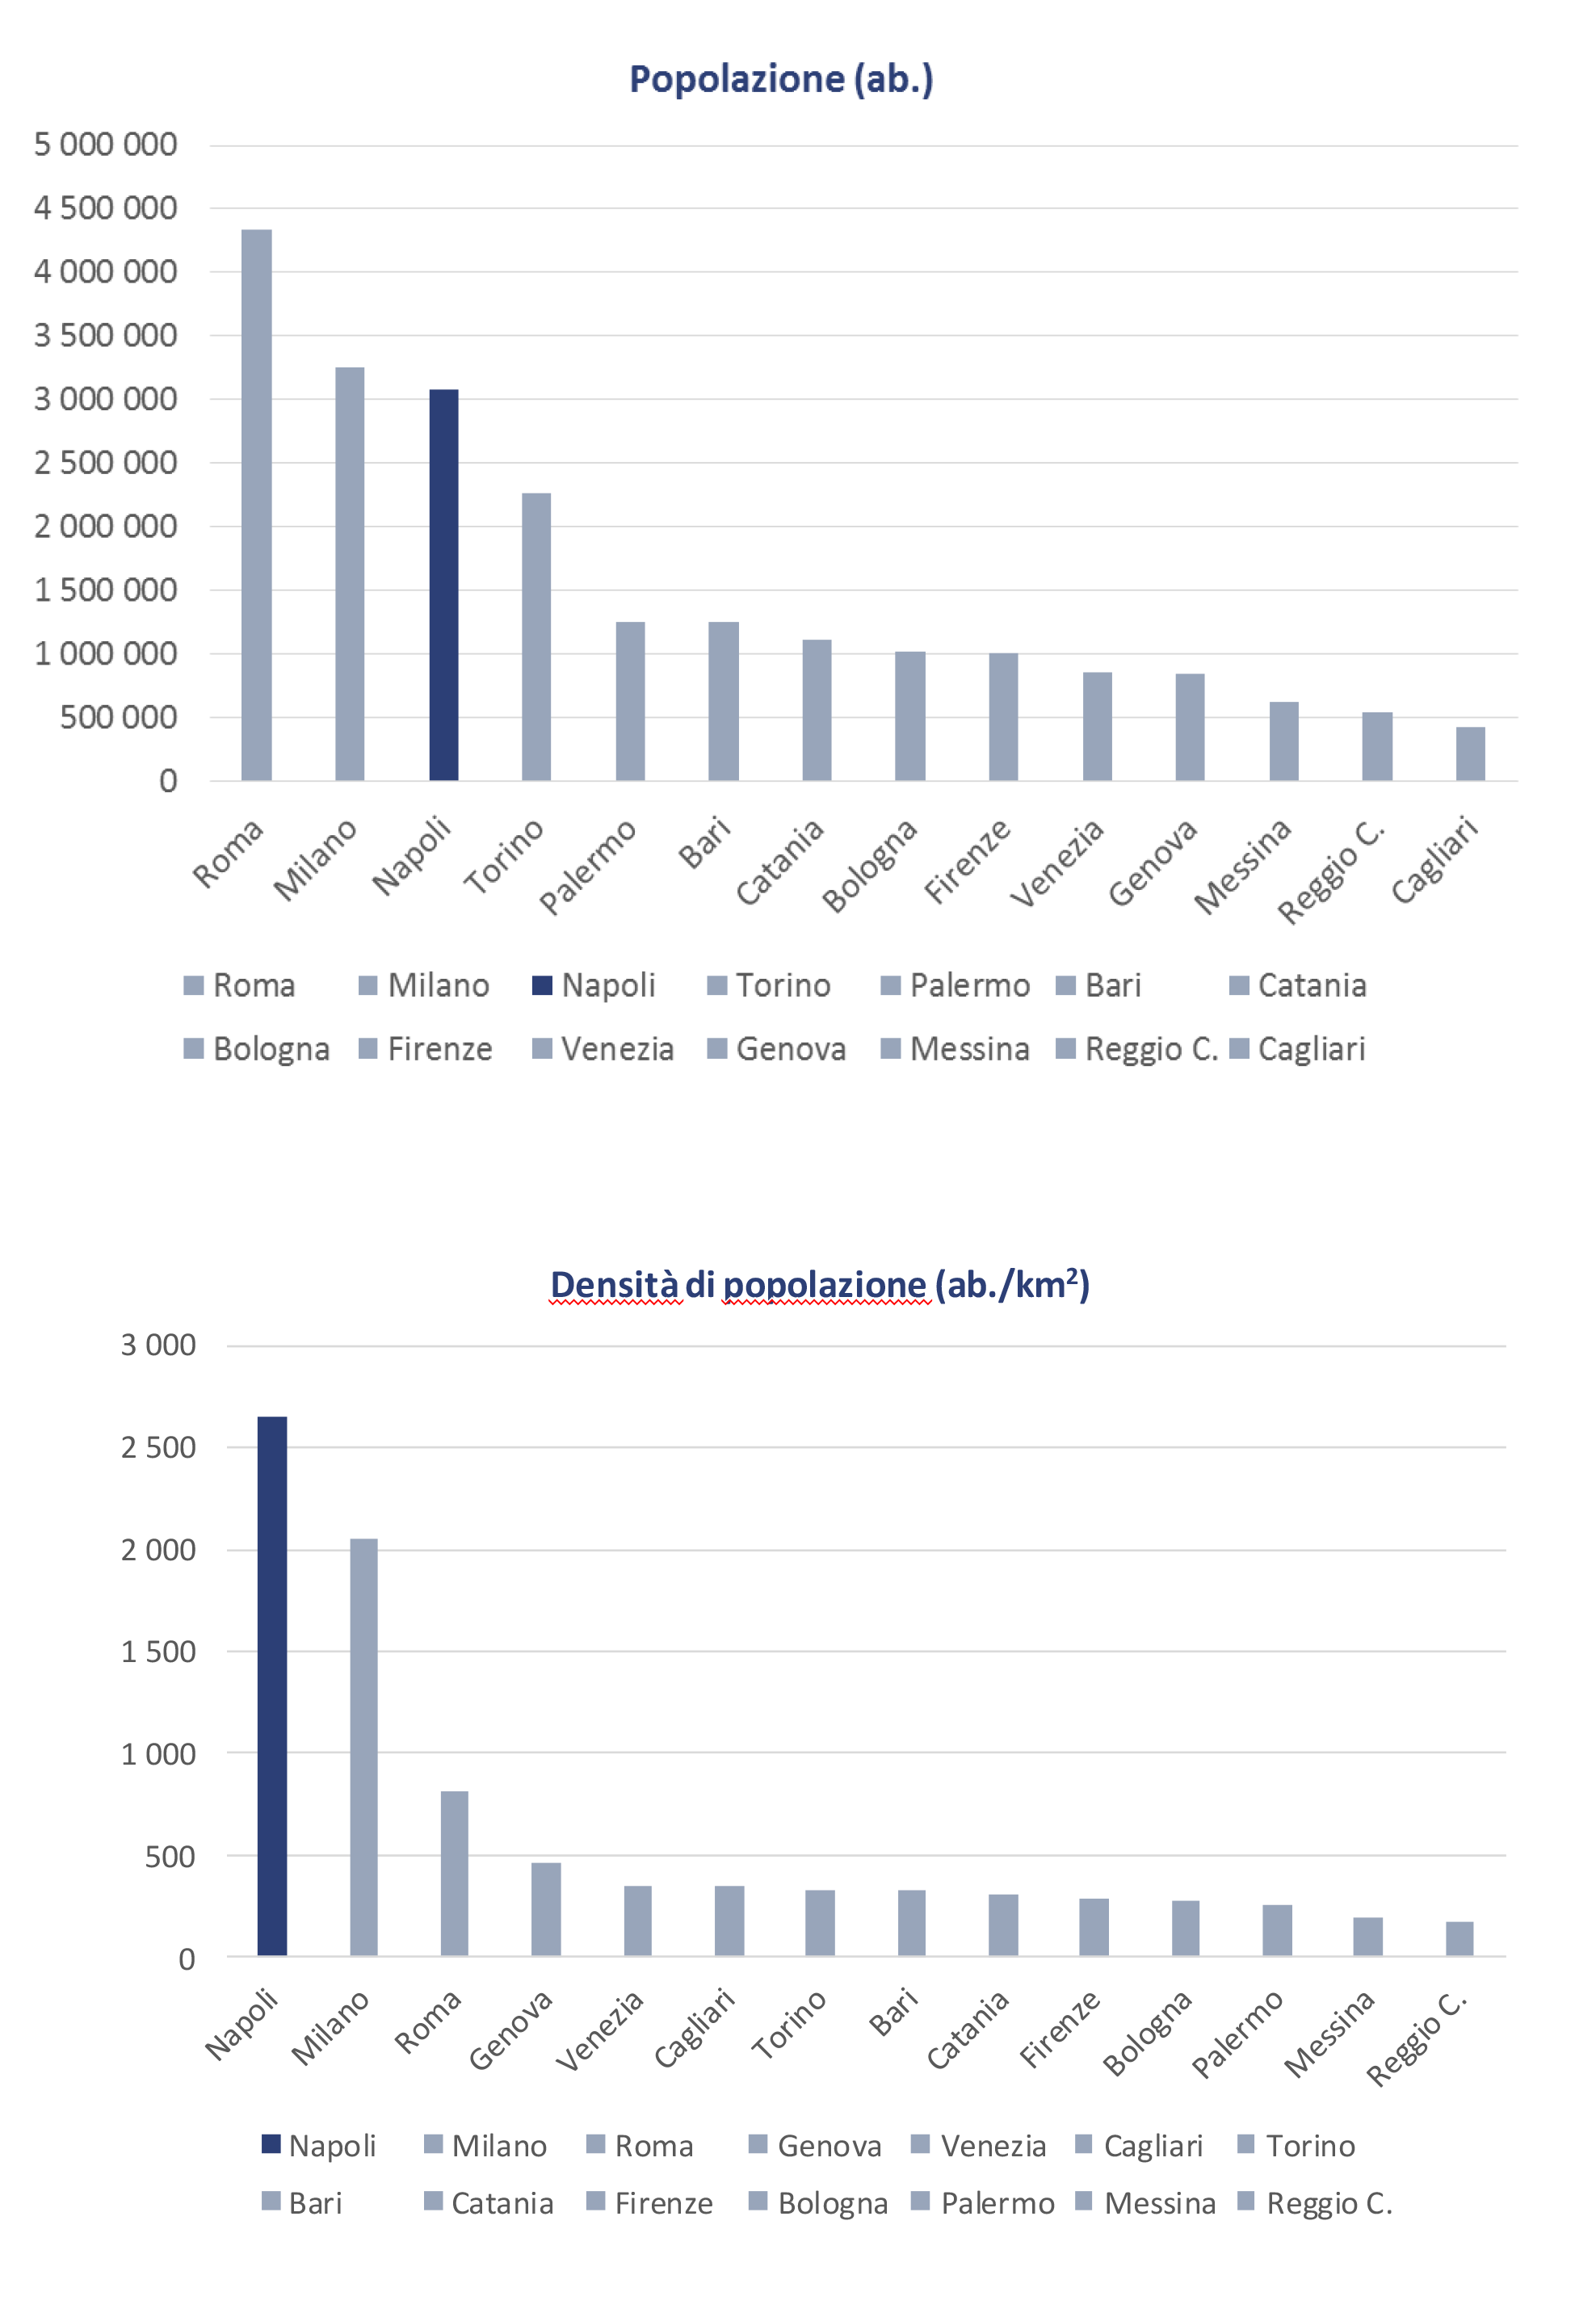 Popolazione (ab.)
5 000 000
4 500 000
4 000 000
3 500 000
3 000 000
2 500 000
2 000 000
1 500 000
1 000 000
500 000
0
Roma
Milano
Napoli
Torino
Palermo
Bari
Catania
Bologna
Firenze
Venezia
Genova
Messina
Reggio C.
Cagliari
Roma Milano Napoli Torino Palermo Bari Catania
Bologna Firenze Venezia Genova Messina Reggio C. Cagliari
Densità di popolazione (ab./km²)
3 000
2 500
2 000
1 500
1 000
500
0
Napoli
Milano
Roma
Genova
Venezia
Cagliari
Torino
Bari
Catania
Firenze
Bologna
Palermo
Messina
Reggio C.
Napoli Milano Roma Genova Venezia Cagliari Torino
Bari Catania Firenze Bologna Palermo Messina Reggio C.